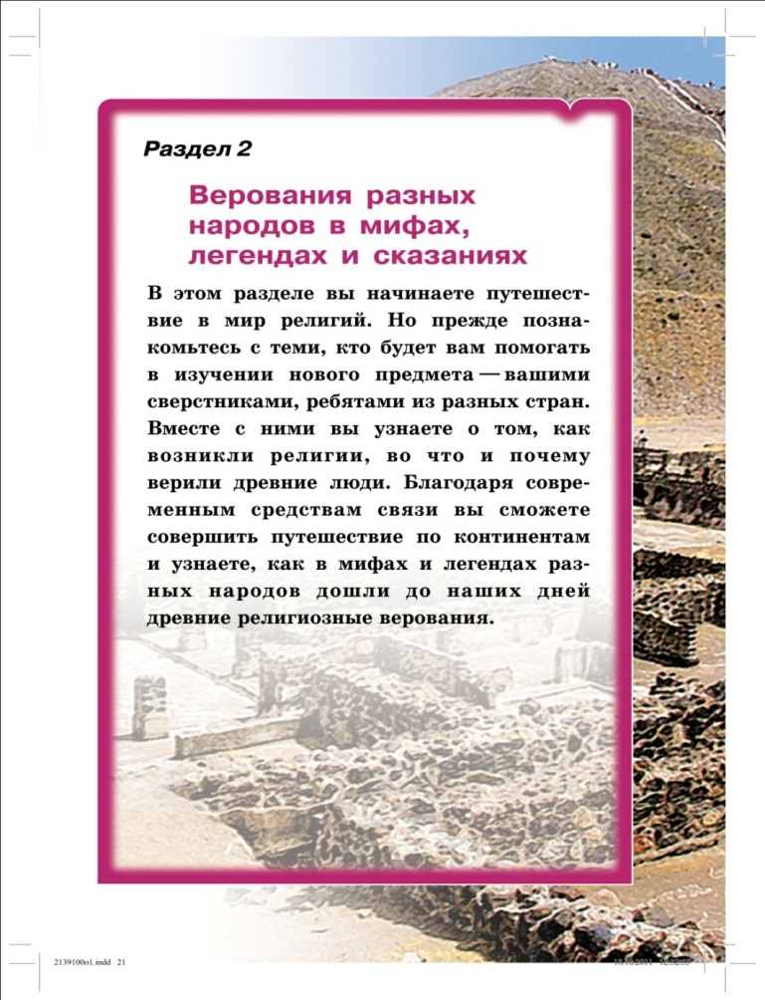 Раздел 2
Верования разных
народов в мифах,
легендах и сказаниях
В этом разделе вы начинаете путешест-
вие в мир религий. Но прежде позна-
комьтесь с теми, кто будет вам помогать
в изучении нового предмета — вашими
сверстниками, ребятами из разных стран.
Вместе с ними вы узнаете о том, как
возникли религии, во что и почему
верили древние люди. Благодаря совре-
менным средствам связи вы сможете
совершить путешествие по континентам
и узнаете, как в мифах и легендах раз-
ных народов дошли до наших дней
древние религиозные верования.
2139100o1.indd 21